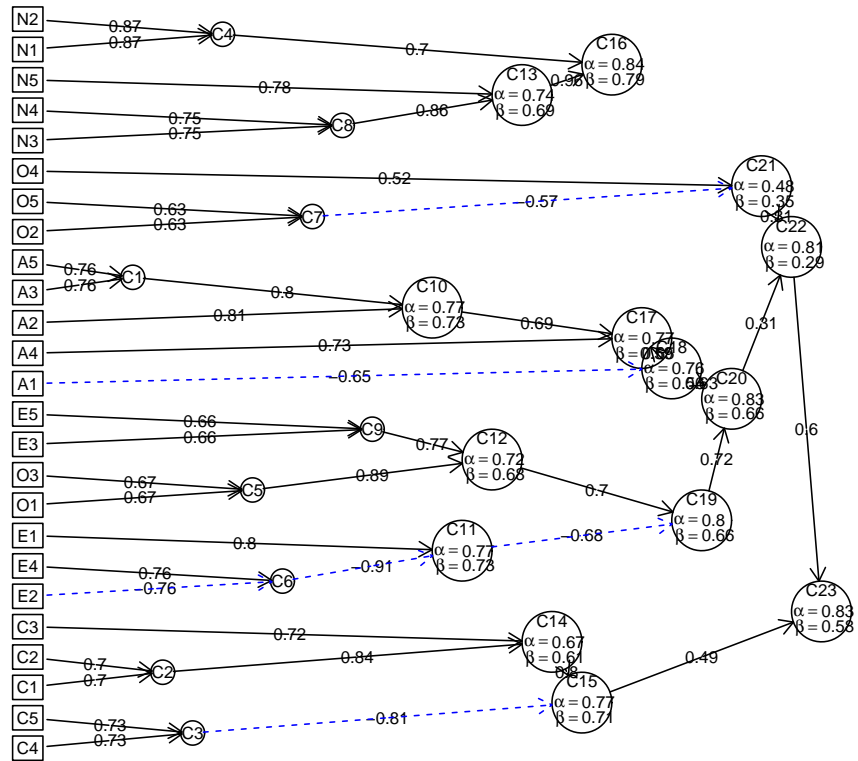 N2
0.87
N1
0.87
C4
0.7
C16
α = 0.84
β = 0.79
N5
0.78
C13
α = 0.74
β = 0.69
0.96
N4
0.75
N3
0.75
C8
0.86
O4
0.52
C21
α = 0.48
β = 0.35
O5
0.63
O2
0.63
C7
−0.57
C22
α = 0.81
β = 0.29
A5
0.76
A3
0.76
C1
0.8
C10
α = 0.77
β = 0.73
A2
0.81
0.69
C17
α = 0.77
A4
0.73
A1
−0.65
C18
α = 0.76
C20
α = 0.83
β = 0.66
0.31
0.6
E5
0.66
E3
0.66
C9
0.77
C12
α = 0.72
β = 0.68
O3
0.67
O1
0.67
C5
0.89
0.7
0.72
C19
α = 0.8
β = 0.66
E1
0.8
C11
α = 0.77
β = 0.73
−0.68
E4
0.76
E2
−0.76
C6
−0.91
C23
α = 0.83
β = 0.58
C3
0.72
C14
α = 0.67
β = 0.61
C2
0.7
C1
0.7
C2
0.84
0.8
C15
α = 0.77
β = 0.71
0.49
C5
0.73
C4
0.73
C3
−0.81